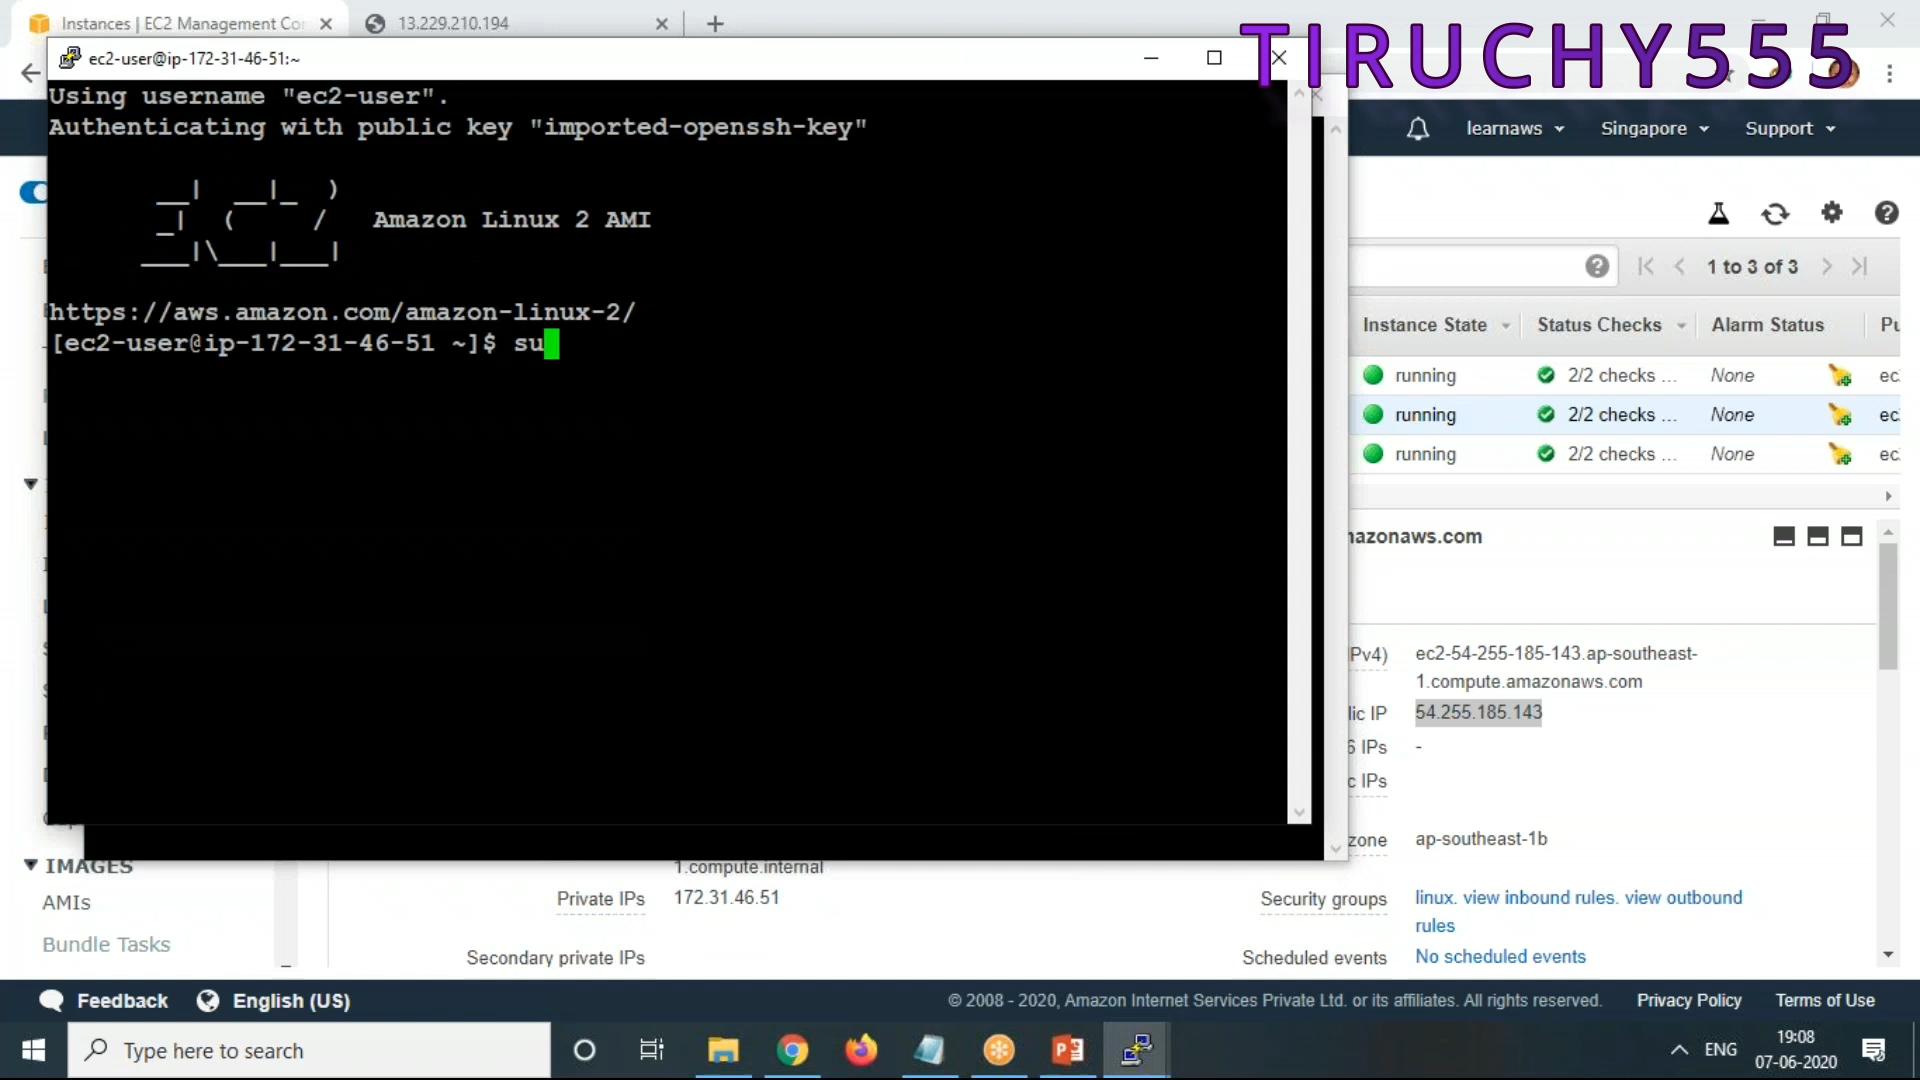 Instances | EC2 Management Con
13.229.210.194
TIRUCHY555
ec2-user@ip-172-31-46-51:~
Using username "ec2-user".
Authenticating with public key "imported-openssh-key"
learnaws
Singapore
Support
__| __|_ )
_| ( / Amazon Linux 2 AMI
___|\___|___|
https://aws.amazon.com/amazon-linux-2/
[ec2-user@ip-172-31-46-51 ~]$ su
1 to 3 of 3
Instance State
Status Checks
Alarm Status
Pu
running
2/2 checks ...
None
ec
running
2/2 checks ...
None
ec
running
2/2 checks ...
None
ec
nazonaws.com
Pv4)
ec2-54-255-185-143.ap-southeast-
1.compute.amazonaws.com
lic IP
54.255.185.143
6 IPs
-
c IPs
zone
ap-southeast-1b
IMAGES
AMIs
Bundle Tasks
1.compute.internal
Private IPs
172.31.46.51
Security groups
linux. view inbound rules. view outbound
rules
Secondary private IPs
Scheduled events
No scheduled events
Feedback
English (US)
© 2008 - 2020, Amazon Internet Services Private Ltd. or its affiliates. All rights reserved.
Privacy Policy
Terms of Use
Type here to search
ENG
19:08
07-06-2020